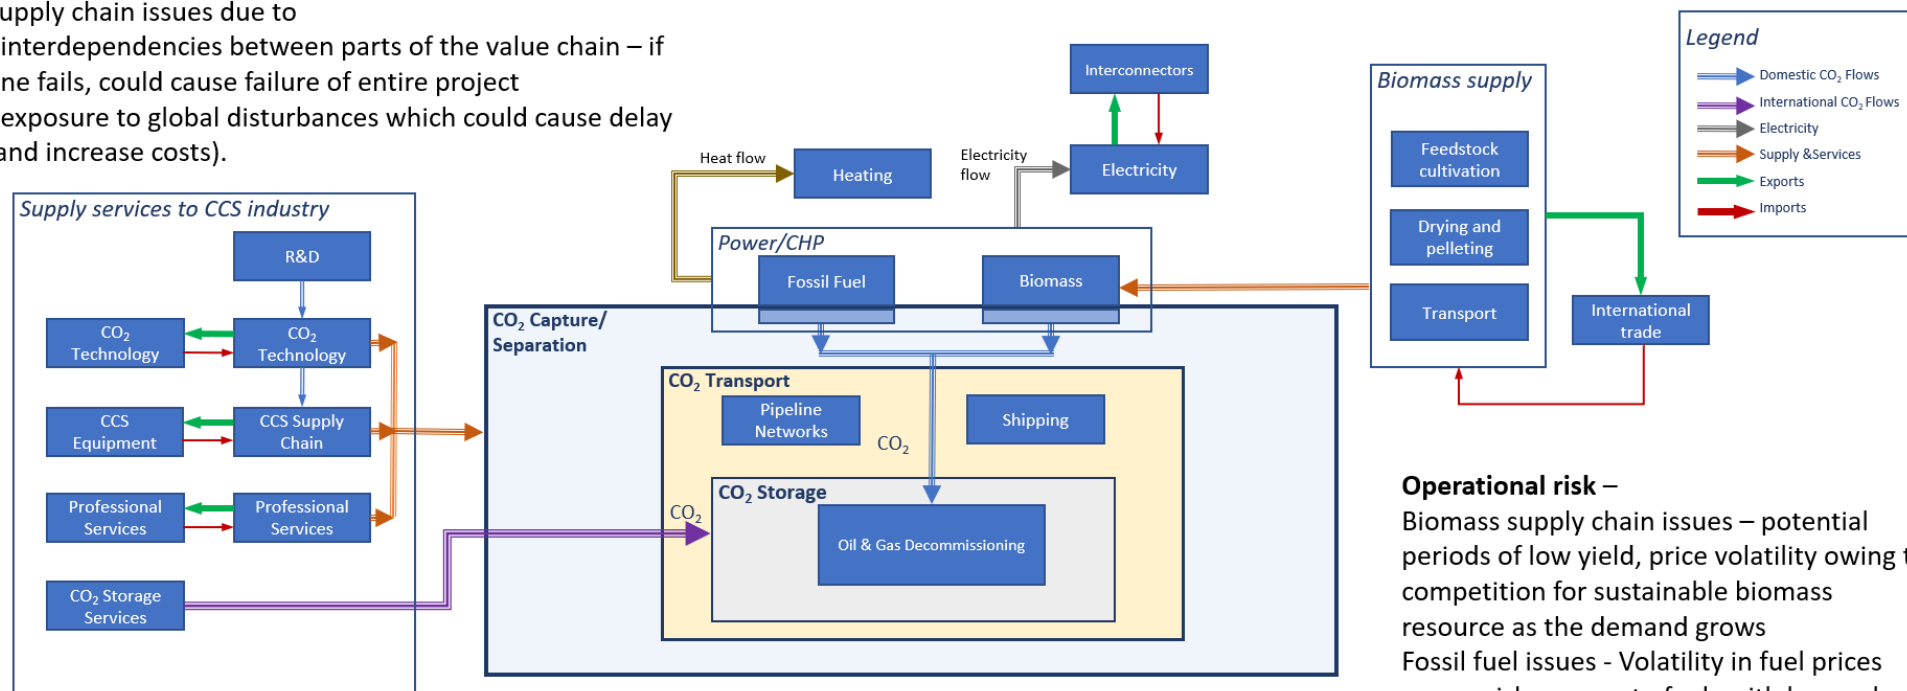 upply chain issues due to
interdependencies between parts of the value chain – if
ne fails, could cause failure of entire project
exposure to global disturbances which could cause delay
and increase costs).
Supply services to CCS industry
R&D
CO2
Technology
CO2
Technology
CCS
Equipment
CCS Supply
Chain
Professional
Services
Professional
Services
CO2 Storage
Services
Heat flow
Heating
Electricity
flow
Interconnectors
Electricity
Power/CHP
Fossil Fuel
Biomass
CO2 Capture/
Separation
CO2 Transport
Pipeline
Networks
Shipping
CO2
CO2 Storage
CO2
Oil & Gas Decommissioning
Biomass supply
Feedstock
cultivation
Drying and
pelleting
Transport
International
trade
Legend
Domestic CO2 Flows
International CO2 Flows
Electricity
Supply &Services
Exports
Imports
Operational risk –
Biomass supply chain issues – potential
periods of low yield, price volatility owing t
competition for sustainable biomass
resource as the demand grows
Fossil fuel issues - Volatility in fuel prices